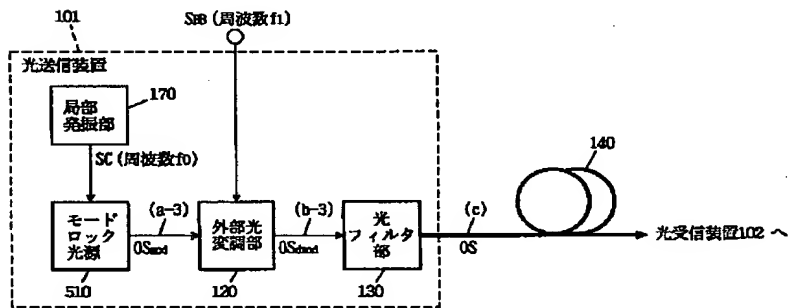 101
SBB(周波数f1)
光送信装置
局部
発振部
170
SC(周波数f0)
モード
ロック
光源
510
(a-3)
OSmod
外部光
変調部
120
(b-3)
OSdmod
光
フィルタ
部
130
(c)
OS
140
光受信装置102へ